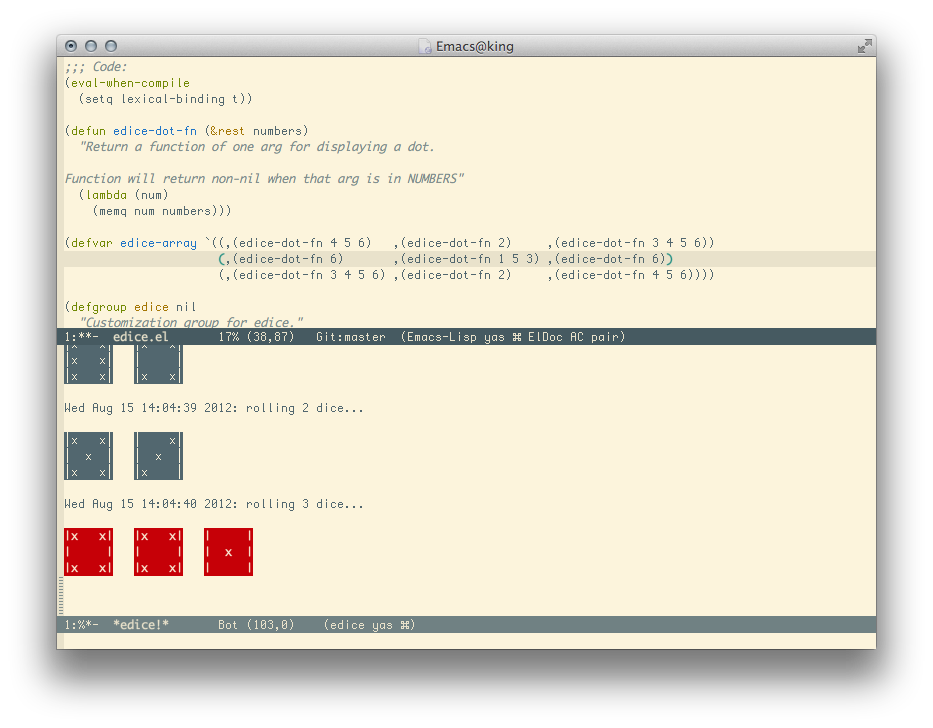 Emacs@king
;;; Code:
(eval-when-compile
  (setq lexical-binding t))
(defun edice-dot-fn (&rest numbers)
  "Return a function of one arg for displaying a dot.
Function will return non-nil when that arg is in NUMBERS"
  (lambda (num)
    (memq num numbers)))
(defvar edice-array `((,(edice-dot-fn 4 5 6)   ,(edice-dot-fn 2)     ,(edice-dot-fn 3 4 5 6))
                      (,(edice-dot-fn 6)       ,(edice-dot-fn 1 5 3) ,(edice-dot-fn 6))
                      (,(edice-dot-fn 3 4 5 6) ,(edice-dot-fn 2)     ,(edice-dot-fn 4 5 6))))
(defgroup edice nil
  "Customization group for edice."
1:**-  edice.el       17% (38,87)   Git:master  (Emacs-Lisp yas ⌘ ElDoc AC pair)
|x   x|   |     |
|x   x|   |x   x|
Wed Aug 15 14:04:39 2012: rolling 2 dice...
|x   x|   |    x|
|  x  |   |  x  |
|x   x|   |x    |
Wed Aug 15 14:04:40 2012: rolling 3 dice...
|x   x|   |x   x|   |     |
|     |   |     |   |  x  |
|x   x|   |x   x|   |     |
1:%*-  *edice!*       Bot (103,0)    (edice yas ⌘)